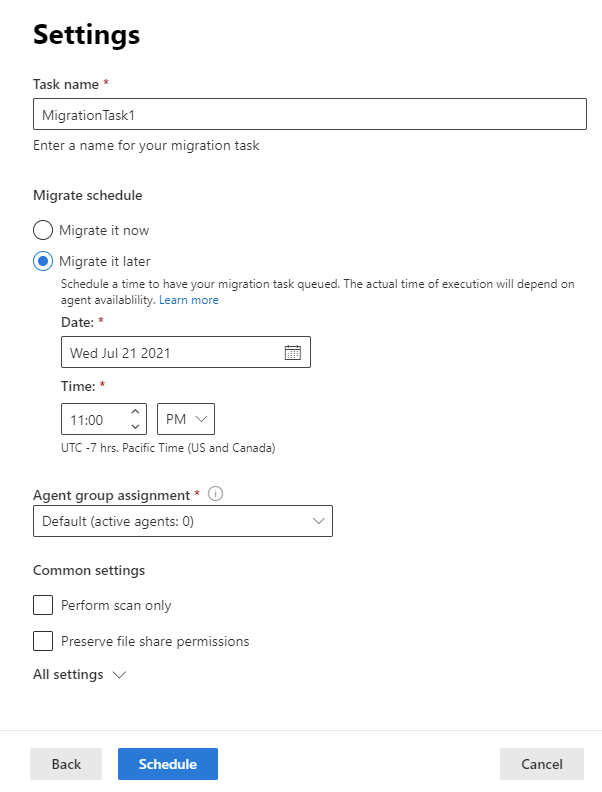 Settings
Task name *
MigrationTask1
Enter a name for your migration task
Migrate schedule
Migrate it now
Migrate it later
Schedule a time to have your migration task queued. The actual time of execution will depend on
agent availablility. Learn more
Date: *
Wed Jul 21 2021
Time: *
11:00 PM
UTC -7 hrs. Pacific Time (US and Canada)
Agent group assignment *
Default (active agents: 0)
Common settings
Perform scan only
Preserve file share permissions
All settings
Back Schedule Cancel